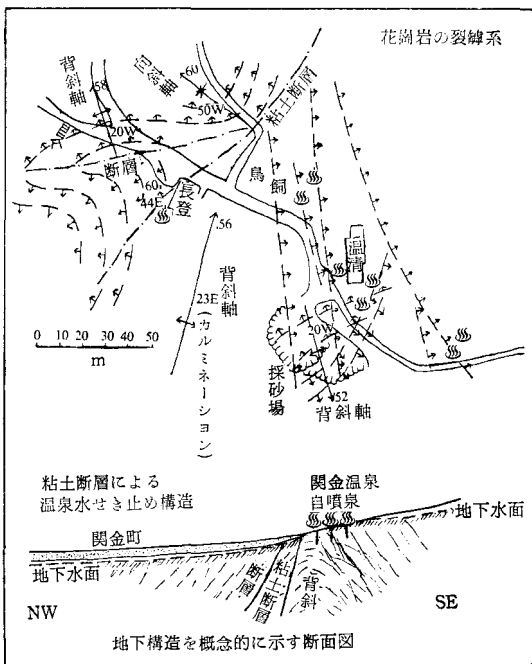 花崗岩の裂罅系
背斜軸
.58
向斜軸
.60
50W
粘土断層
20W
断層
鳥飼
60.
44E
長登
.56
温清
背斜軸
23E
(カルミネーション)
20W
0 10 20 30 40 50
m
採砂場
.52
背斜軸
粘土断層による
温泉水せき止め構造
関金温泉
自噴泉
関金町
地下水面
地下水面
断層
粘土断層
背斜
NW
SE
地下構造を概念的に示す断面図